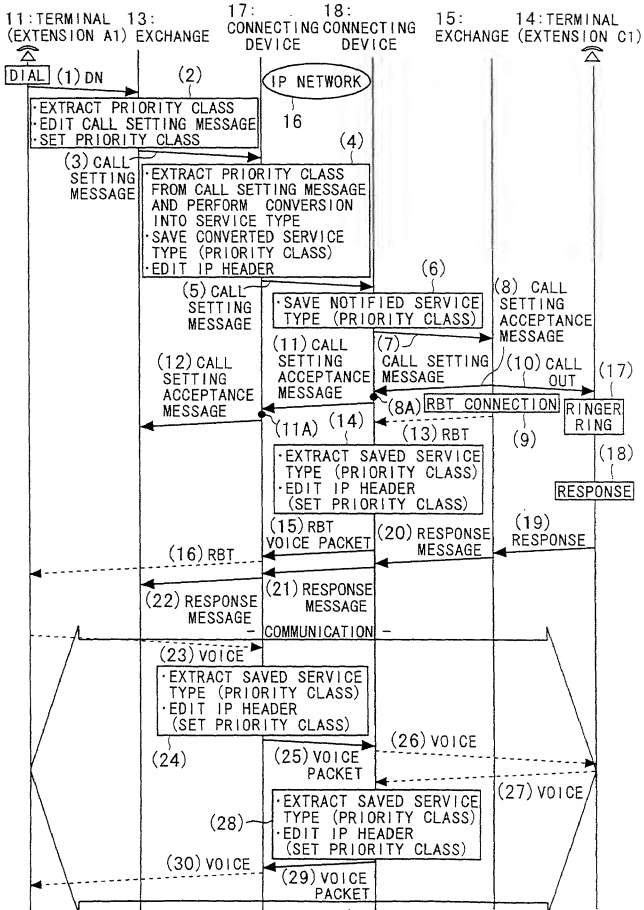 11:TERMINAL (EXTENSION A1)
13: EXCHANGE
17: CONNECTING DEVICE
18: CONNECTING DEVICE
15: EXCHANGE
14:TERMINAL (EXTENSION C1)
DIAL
(1) DN
(2)
IP NETWORK
16
·EXTRACT PRIORITY CLASS
·EDIT CALL SETTING MESSAGE
·SET PRIORITY CLASS
(3) CALL
SETTING
MESSAGE
(4)
·EXTRACT PRIORITY CLASS
FROM CALL SETTING MESSAGE
AND PERFORM CONVERSION
INTO SERVICE TYPE
·SAVE CONVERTED SERVICE
TYPE (PRIORITY CLASS)
·EDIT IP HEADER
(5) CALL
SETTING
MESSAGE
(6)
·SAVE NOTIFIED SERVICE
TYPE (PRIORITY CLASS)
(7)
CALL SETTING
MESSAGE
(8) CALL
SETTING
ACCEPTANCE
MESSAGE
(8A)
RBT CONNECTION
(9)
(10) CALL
OUT
(11) CALL
SETTING
ACCEPTANCE
MESSAGE
(11A)
(12) CALL
SETTING
ACCEPTANCE
MESSAGE
(17)
RINGER
RING
(13) RBT
(14)
·EXTRACT SAVED SERVICE
TYPE (PRIORITY CLASS)
·EDIT IP HEADER
(SET PRIORITY CLASS)
(18)
RESPONSE
(15) RBT
VOICE PACKET
(16) RBT
(19)
RESPONSE
(20) RESPONSE
MESSAGE
(21) RESPONSE
MESSAGE
(22) RESPONSE
MESSAGE
- COMMUNICATION -
(23) VOICE
·EXTRACT SAVED SERVICE
TYPE (PRIORITY CLASS)
·EDIT IP HEADER
(SET PRIORITY CLASS)
(24)
(25) VOICE
PACKET
(26) VOICE
(27) VOICE
(28)
·EXTRACT SAVED SERVICE
TYPE (PRIORITY CLASS)
·EDIT IP HEADER
(SET PRIORITY CLASS)
(29) VOICE
PACKET
(30) VOICE